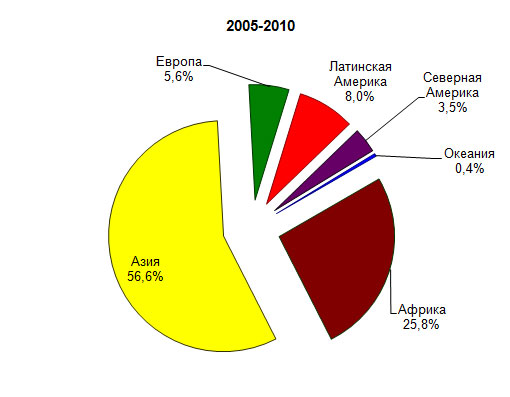 2005-2010
Европа
5,6%
Латинская
Америка
8,0%
Северная
Америка
3,5%
Океания
0,4%
Азия
56,6%
Африка
25,8%